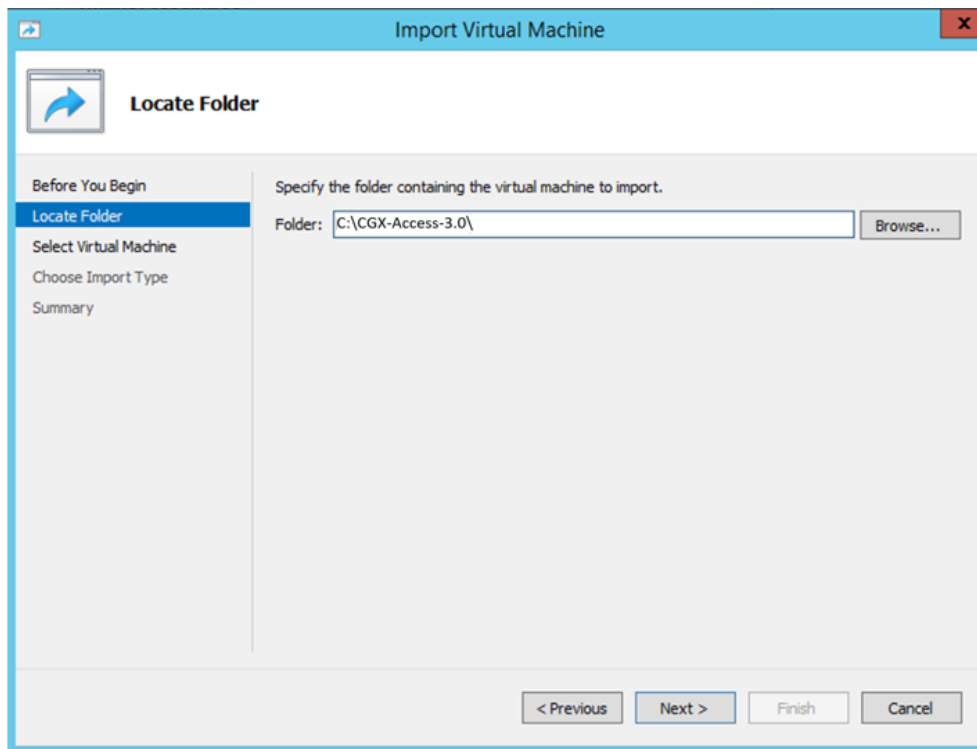 Import Virtual Machine
x
Locate Folder
Before You Begin
Locate Folder
Select Virtual Machine
Choose Import Type
Summary
Specify the folder containing the virtual machine to import.
Folder: C:\CGX-Access-3.0\ Browse...
< Previous Next > Finish Cancel